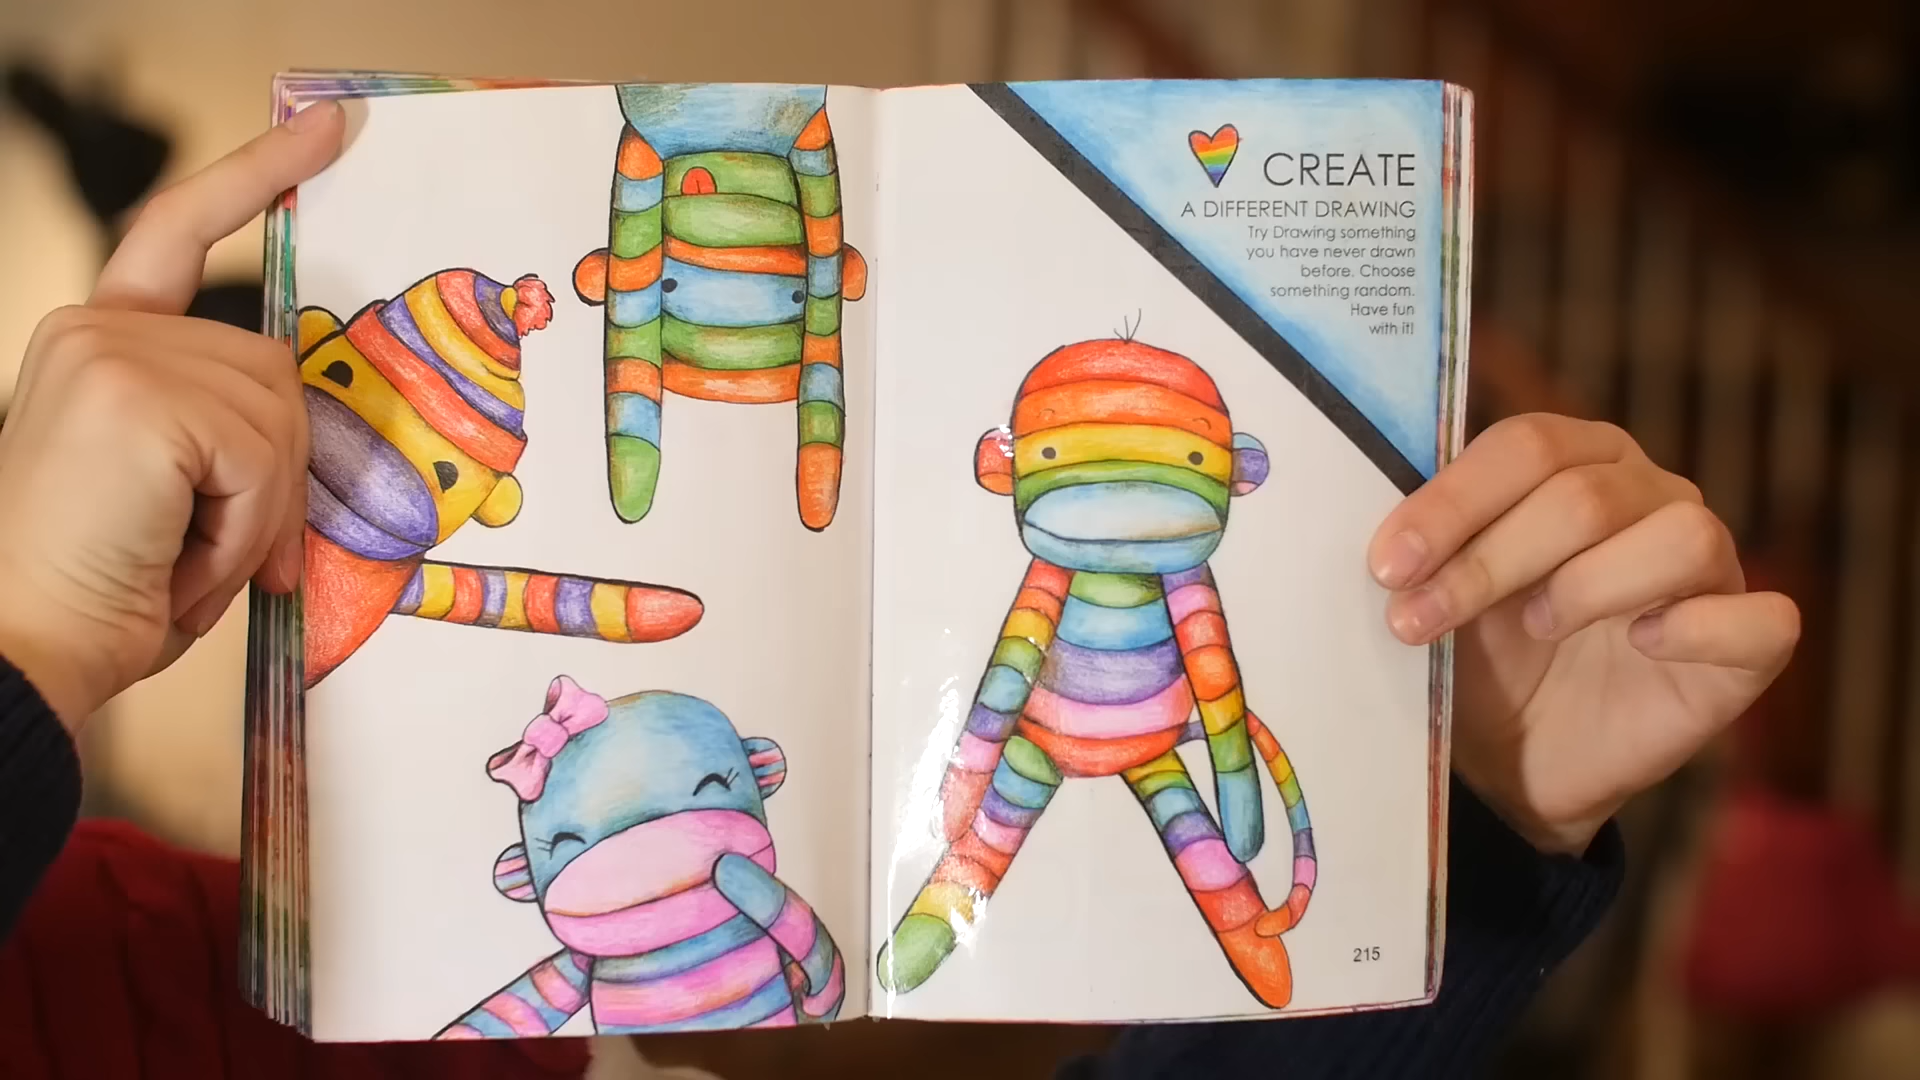 CREATE
A DIFFERENT DRAWING
Try Drawing something
you have never drawn
before. Choose
something random.
Have fun
with it!
215